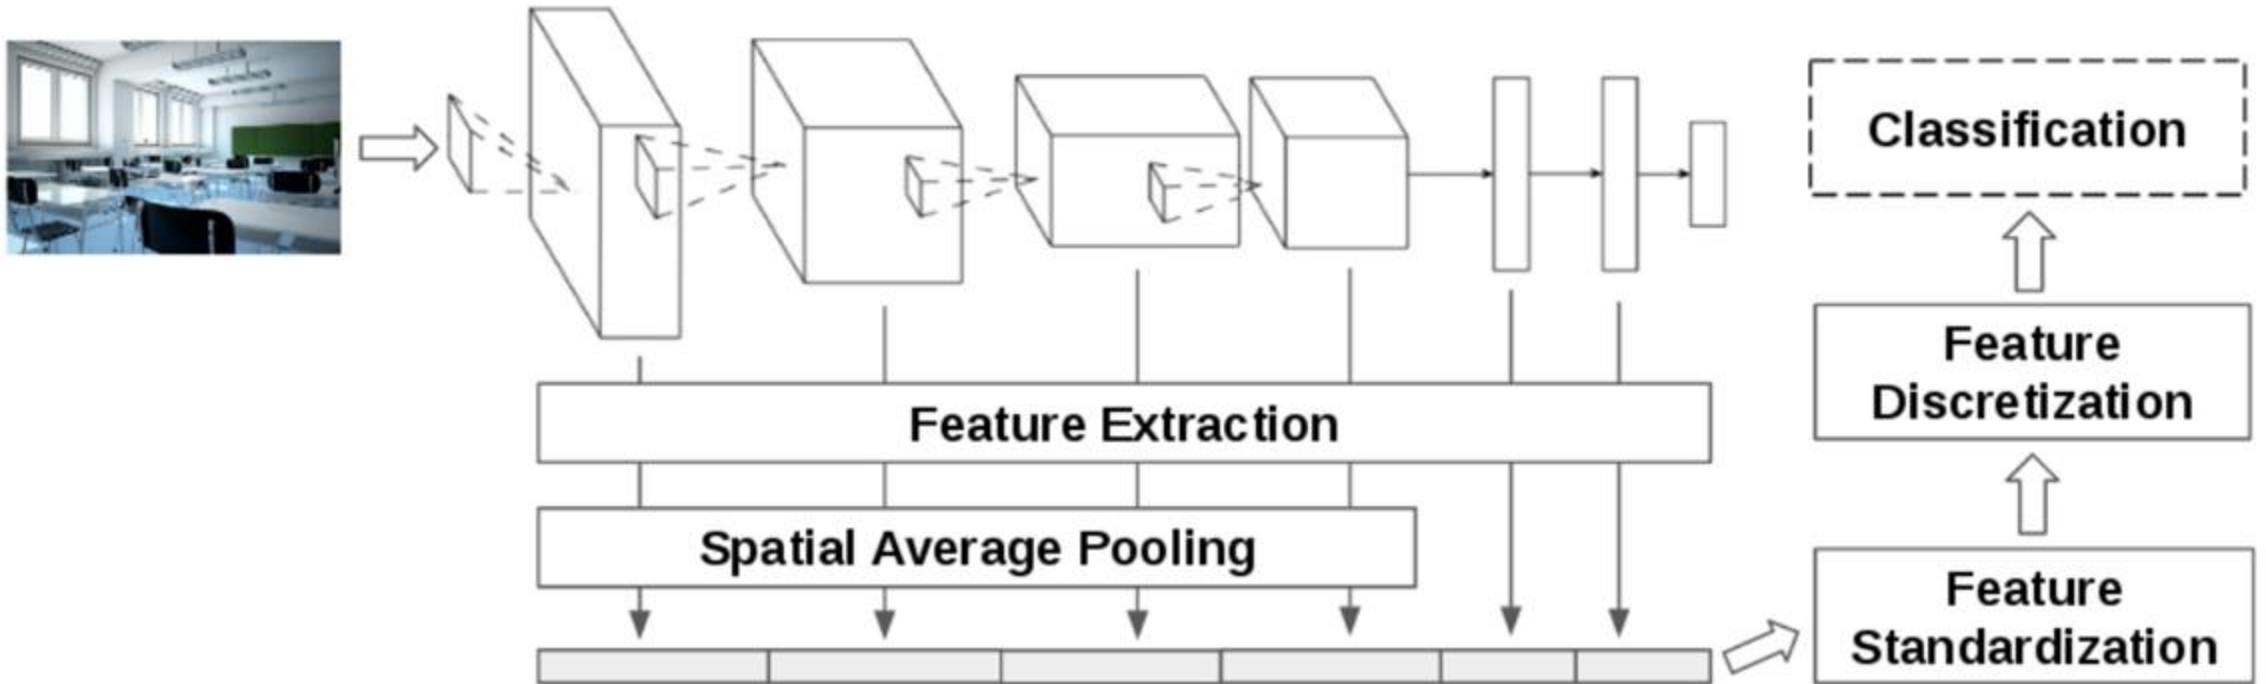 Classification
Feature
Discretization
Feature Extraction
Spatial Average Pooling
Feature
Standardization